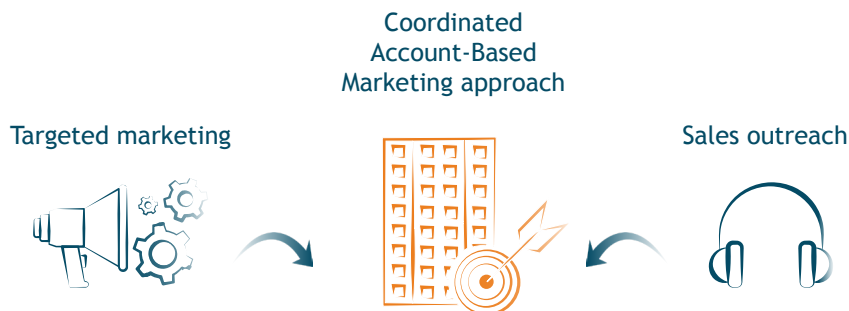 Coordinated
Account-Based
Marketing approach
Targeted marketing
Sales outreach